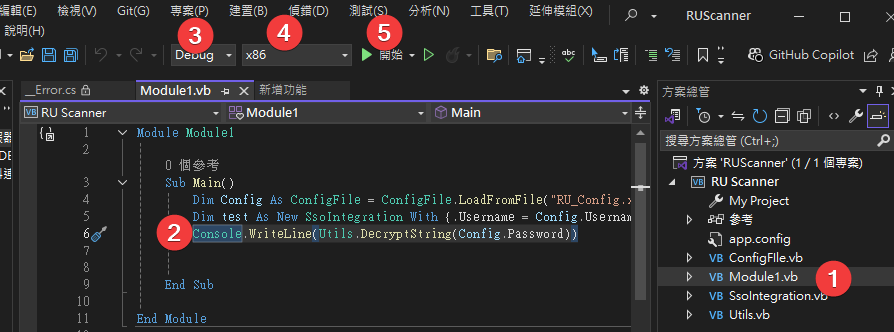 編輯(E) 檢視(V) Git(G) 專案(P) 建置(B) 偵錯(D) 測試(S) 分析(N) 工具(T) 延伸模組(X) RUScanner
說明(H)
3 4 5
Debug x86 開始 GitHub Copilot
__Error.cs Module1.vb 新增功能 方案總管
RU Scanner Module1 Main
搜尋方案總管 (Ctrl+;)
1 Module Module1
2
0 個參考
3 Sub Main()
4 Dim Config As ConfigFile = ConfigFile.LoadFromFile("RU_Config.x
5 Dim test As New SsoIntegration With {.Username = Config.Usernam
6 2 Console.WriteLine(Utils.DecryptString(Config.Password))
7
8
9 End Sub
10
11 End Module
方案 'RUScanner' (1 / 1 個專案)
VB RU Scanner
My Project
參考
app.config
VB ConfigFIle.vb
VB Module1.vb 1
VB SsoIntegration.vb
VB Utils.vb